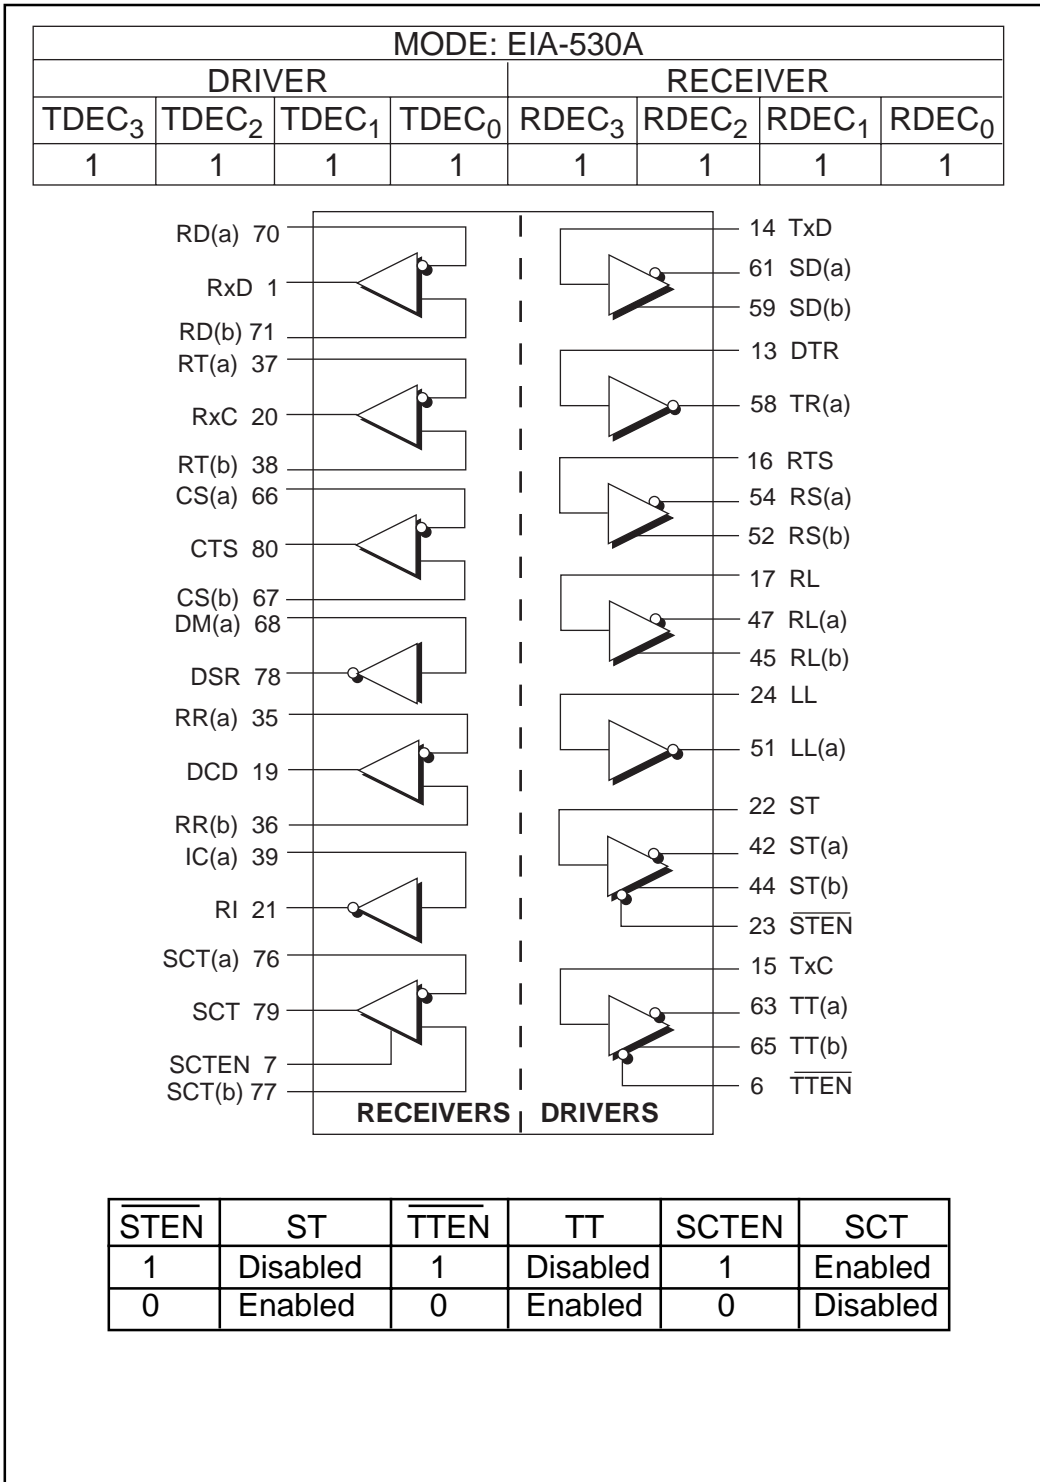 MODE: EIA-530A
DRIVER RECEIVER
TDEC3 TDEC2 TDEC1 TDEC0 RDEC3 RDEC2 RDEC1 RDEC0
1 1 1 1 1 1 1 1
RD(a) 70
RxD 1
RD(b) 71
RT(a) 37
RxC 20
RT(b) 38
CS(a) 66
CTS 80
CS(b) 67
DM(a) 68
DSR 78
RR(a) 35
DCD 19
RR(b) 36
IC(a) 39
RI 21
SCT(a) 76
SCT 79
SCTEN 7
SCT(b) 77
14 TxD
61 SD(a)
59 SD(b)
13 DTR
58 TR(a)
16 RTS
54 RS(a)
52 RS(b)
17 RL
47 RL(a)
45 RL(b)
24 LL
51 LL(a)
22 ST
42 ST(a)
44 ST(b)
23 S̅T̅E̅N̅
15 TxC
63 TT(a)
65 TT(b)
6 T̅T̅E̅N̅
RECEIVERS DRIVERS
S̅T̅E̅N̅ ST T̅T̅E̅N̅ TT SCTEN SCT
1 Disabled 1 Disabled 1 Enabled
0 Enabled 0 Enabled 0 Disabled